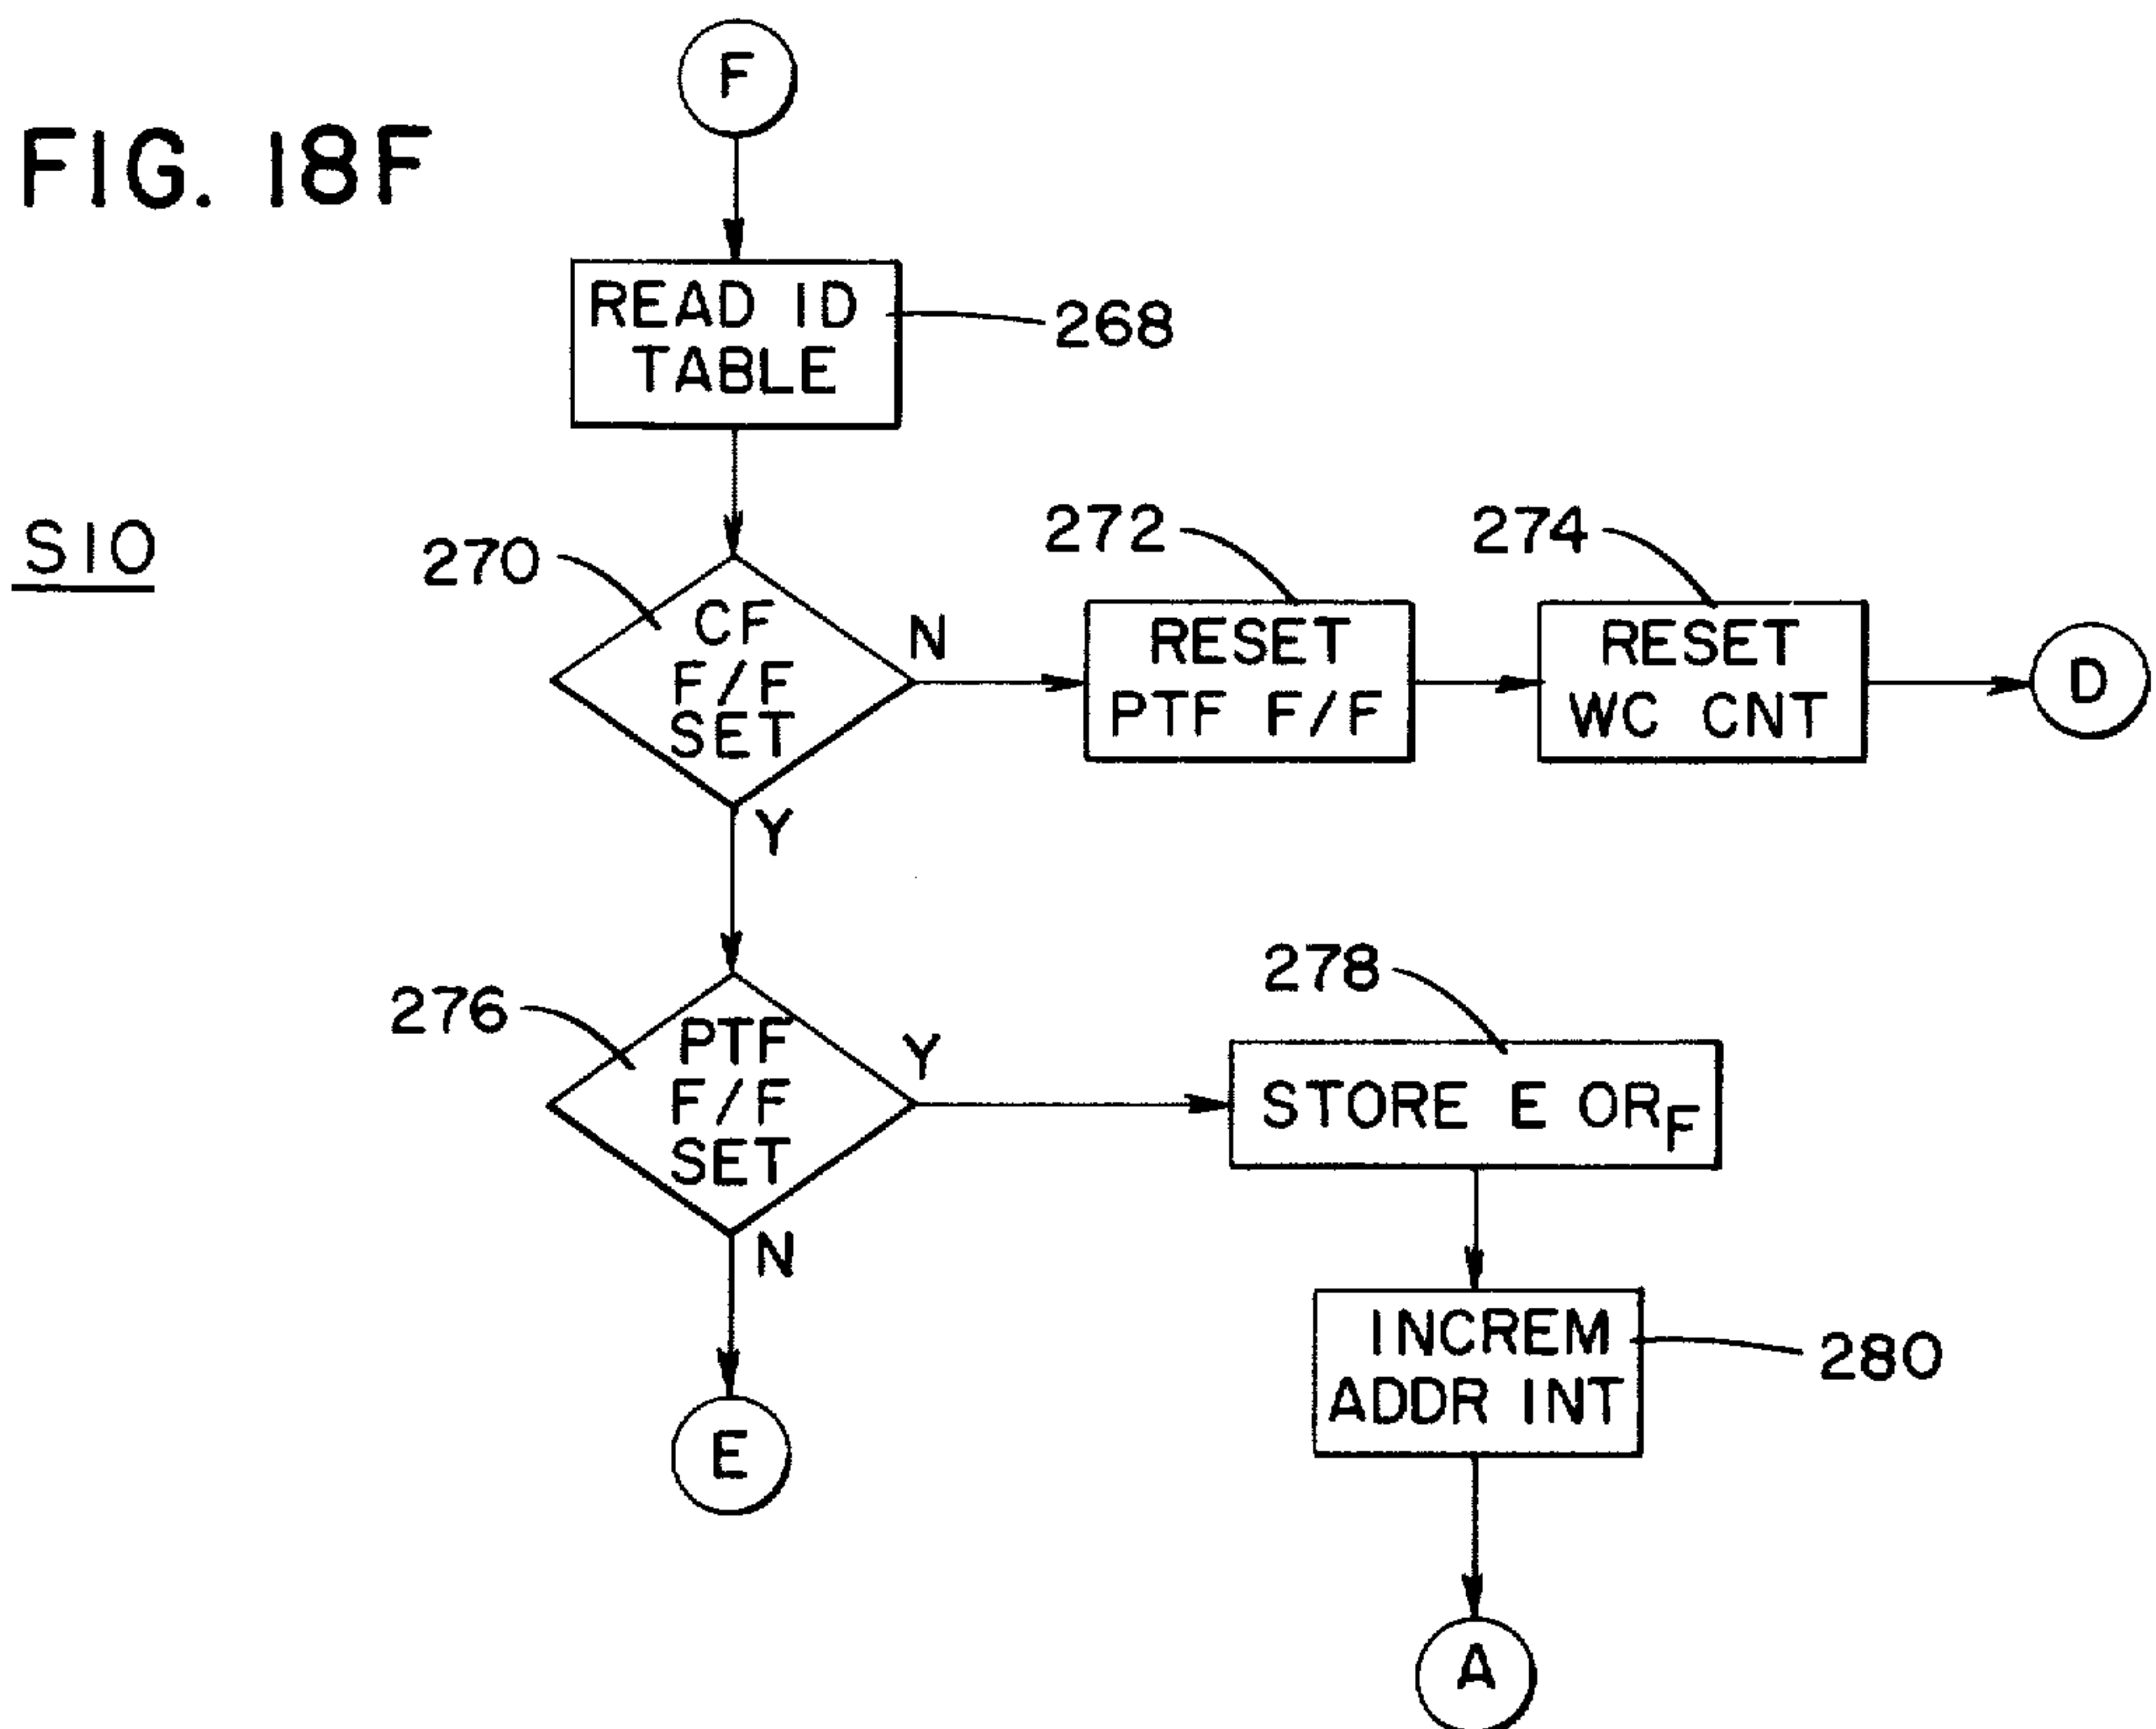 F
FIG. 18F
READ ID
TABLE
268
S10
270
CF
F/F
SET
N
Y
272
RESET
PTF F/F
274
RESET
WC CNT
D
276
PTF
F/F
SET
Y
N
278
STORE E ORF
INCREM
ADDR INT
280
E
A